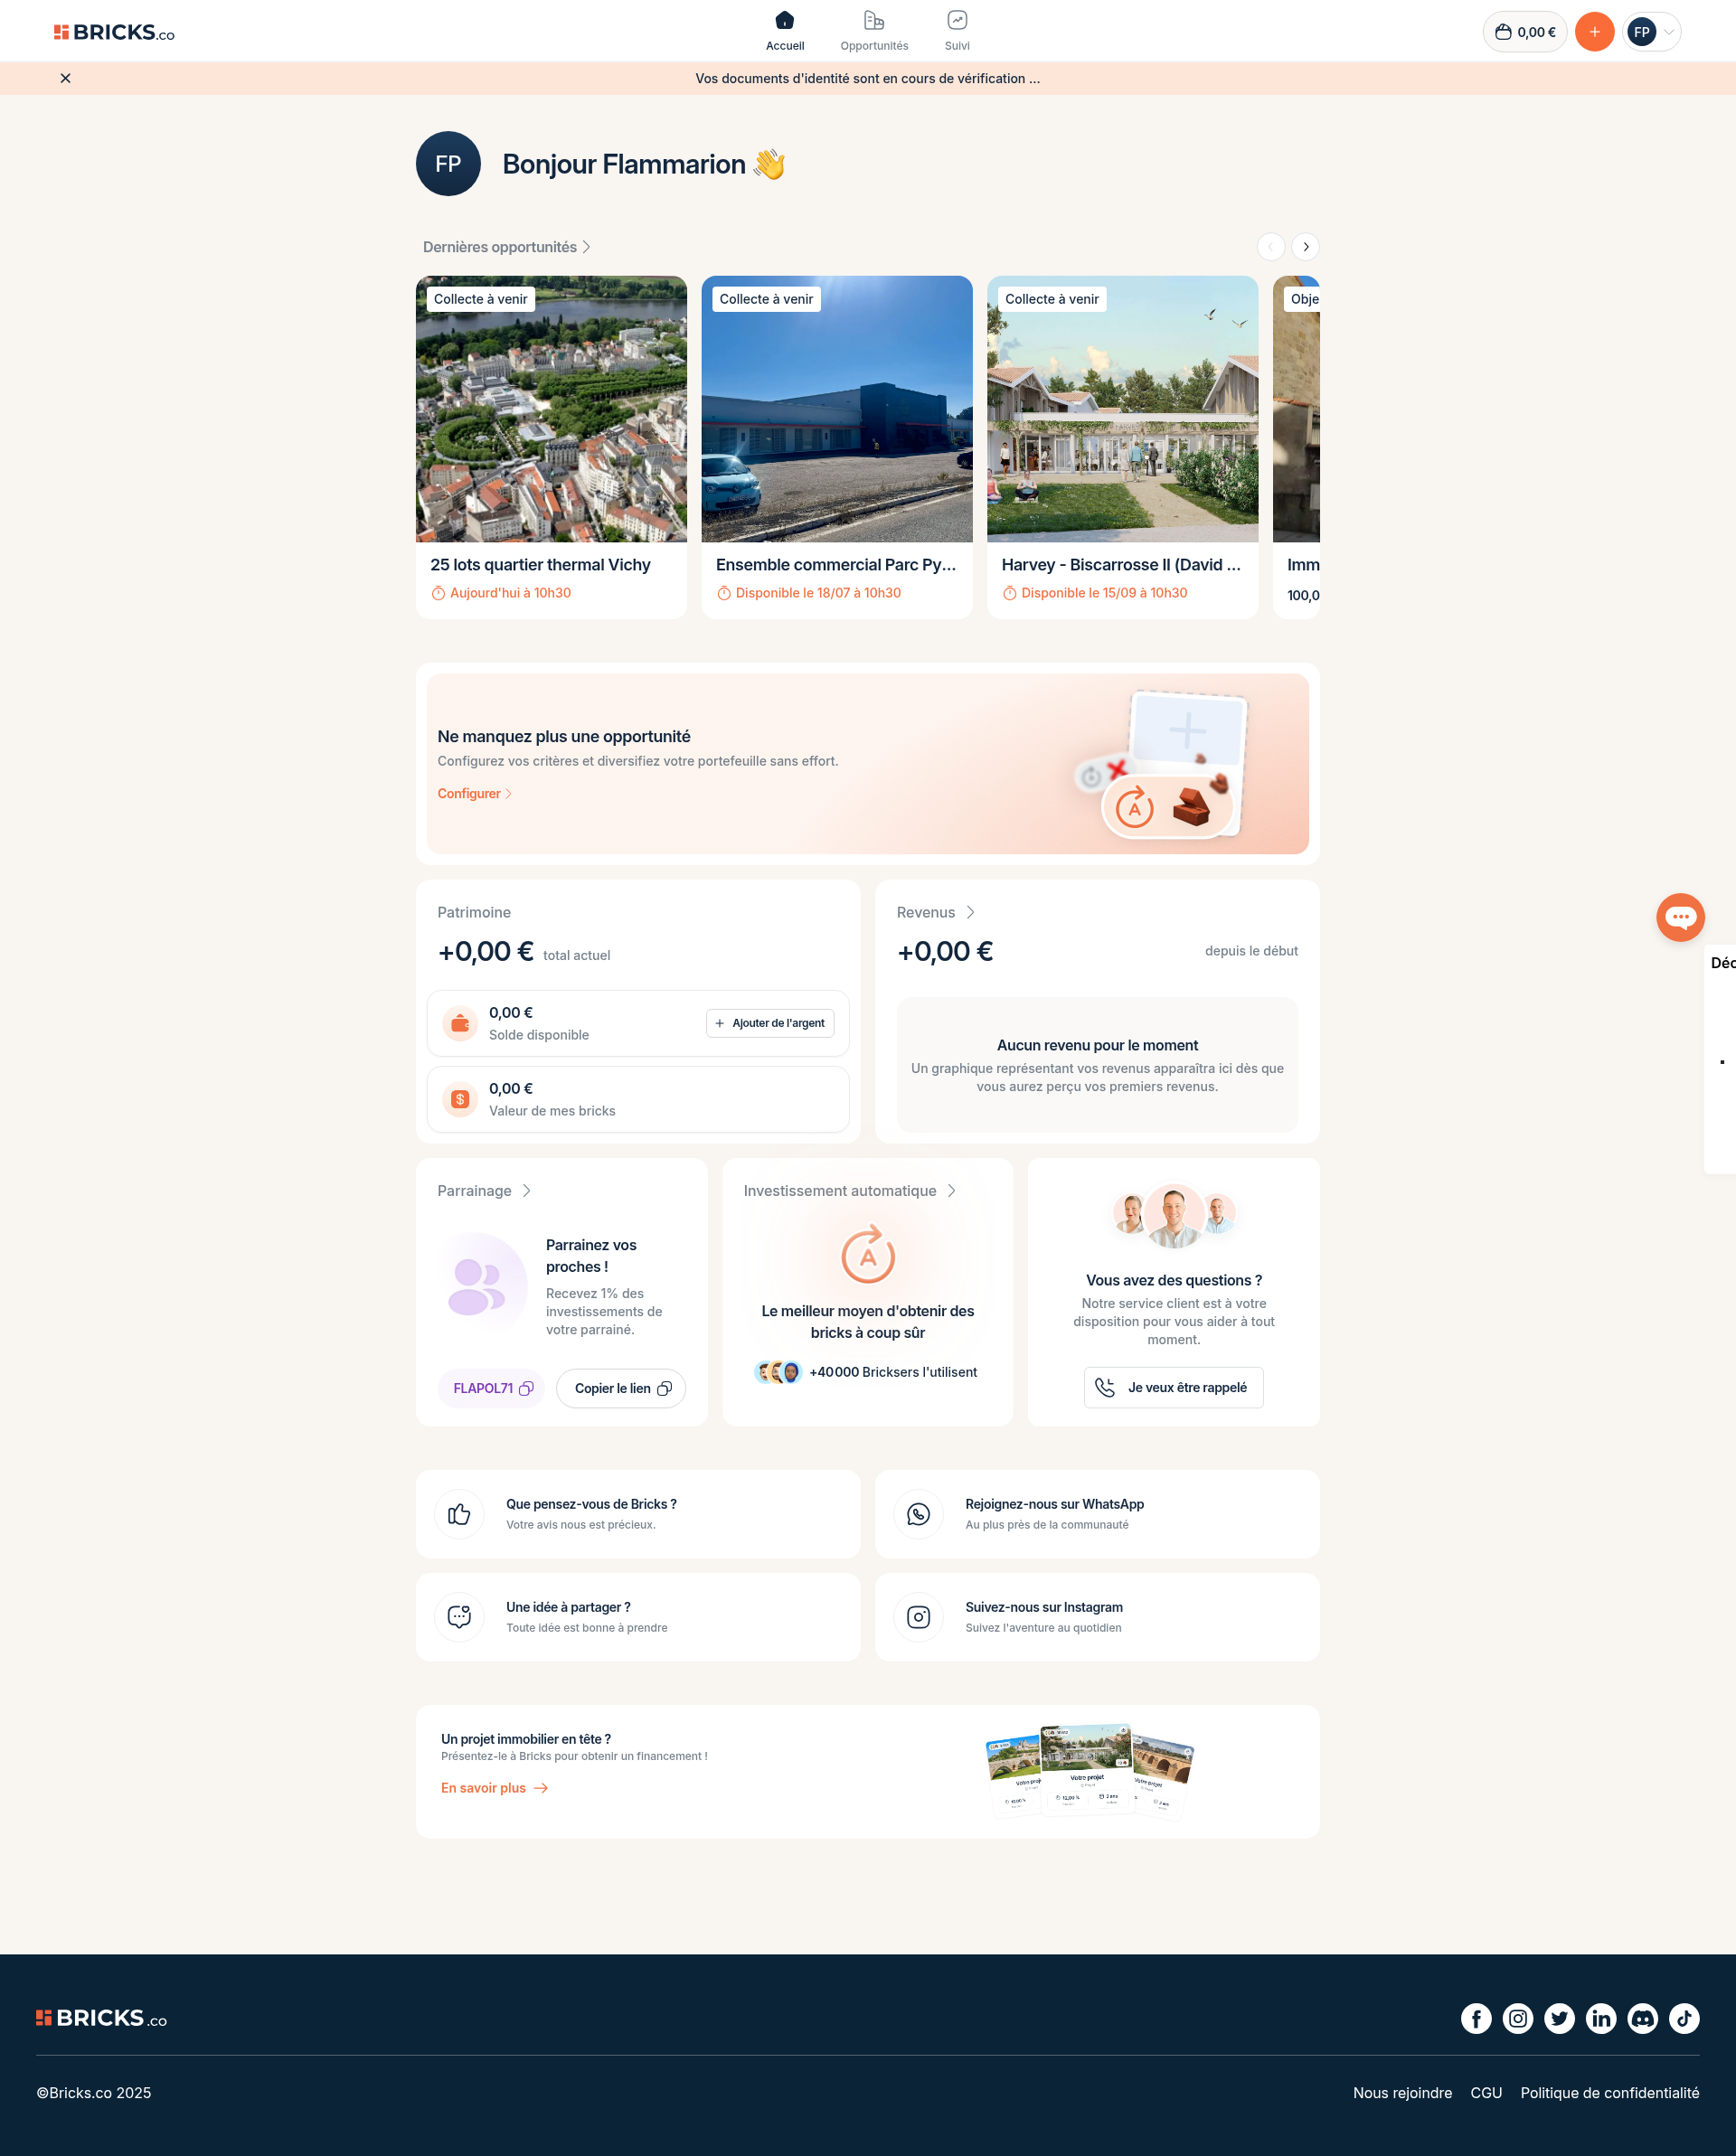 BRICKS.co
Accueil
Opportunités
Suivi
0,00 €
FP
Vos documents d'identité sont en cours de vérification ...
FP
Bonjour Flammarion 👋
Dernières opportunités
Collecte à venir
Collecte à venir
Collecte à venir
Obje
25 lots quartier thermal Vichy
Aujourd'hui à 10h30
Ensemble commercial Parc Py...
Disponible le 18/07 à 10h30
Harvey - Biscarrosse II (David ...
Disponible le 15/09 à 10h30
Imm
100,0
Ne manquez plus une opportunité
Configurez vos critères et diversifiez votre portefeuille sans effort.
Configurer
A
Patrimoine
+0,00 € total actuel
0,00 €
Solde disponible
+ Ajouter de l'argent
0,00 €
Valeur de mes bricks
Revenus
+0,00 €
depuis le début
Aucun revenu pour le moment
Un graphique représentant vos revenus apparaîtra ici dès que
vous aurez perçu vos premiers revenus.
Déc
Parrainage
Parrainez vos
proches !
Recevez 1% des
investissements de
votre parrainé.
FLAPOL71
Copier le lien
Investissement automatique
A
Le meilleur moyen d'obtenir des
bricks à coup sûr
+40 000 Bricksers l'utilisent
Vous avez des questions ?
Notre service client est à votre
disposition pour vous aider à tout
moment.
Je veux être rappelé
Que pensez-vous de Bricks ?
Votre avis nous est précieux.
Rejoignez-nous sur WhatsApp
Au plus près de la communauté
Une idée à partager ?
Toute idée est bonne à prendre
Suivez-nous sur Instagram
Suivez l'aventure au quotidien
Un projet immobilier en tête ?
Présentez-le à Bricks pour obtenir un financement !
En savoir plus
Votre projet
12,00 %
2 ans
BRICKS.co
©Bricks.co 2025
Nous rejoindre
CGU
Politique de confidentialité